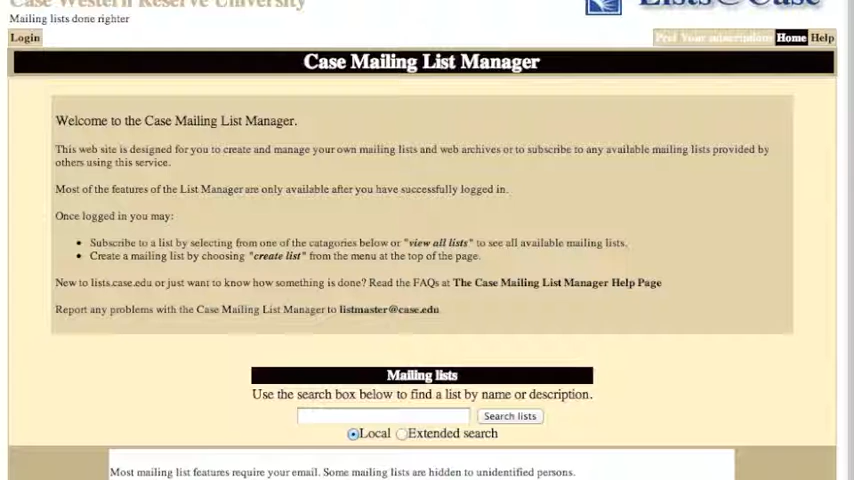 Case Western Reserve University
Lists@Case
Mailing lists done righter
Login
Pref Your subscriptions Home Help
Case Mailing List Manager
Welcome to the Case Mailing List Manager.
This web site is designed for you to create and manage your own mailing lists and web archives or to subscribe to any available mailing lists provided by
others using this service.
Most of the features of the List Manager are only available after you have successfully logged in.
Once logged in you may:
• Subscribe to a list by selecting from one of the catagories below or "view all lists" to see all available mailing lists.
• Create a mailing list by choosing "create list" from the menu at the top of the page.
New to lists.case.edu or just want to know how something is done? Read the FAQs at The Case Mailing List Manager Help Page
Report any problems with the Case Mailing List Manager to listmaster@case.edu
Mailing lists
Use the search box below to find a list by name or description.
Search lists
Local Extended search
Most mailing list features require your email. Some mailing lists are hidden to unidentified persons.